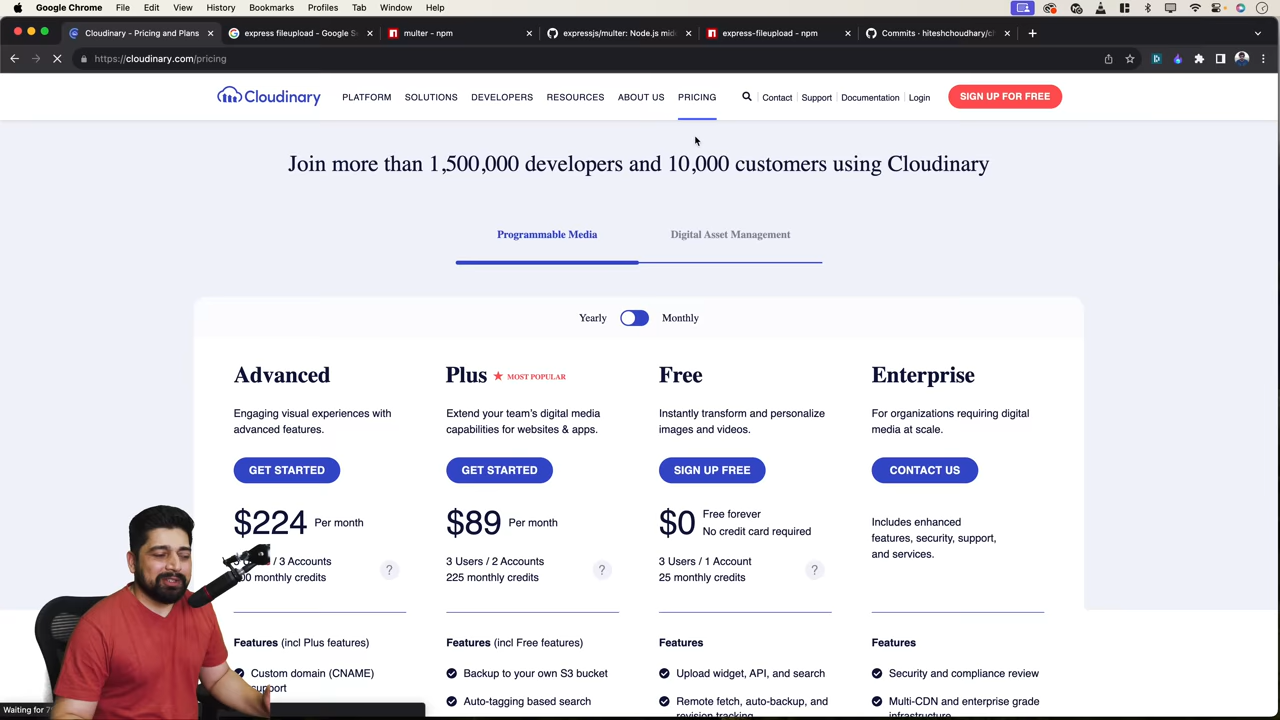 Google Chrome File Edit View History Bookmarks Profiles Tab Window Help
Cloudinary - Pricing and Plans
express fileupload - Google Se
multer - npm
expressjs/multer: Node.js mid
express-fileupload - npm
Commits · hiteshchoudhary/c
https://cloudinary.com/pricing
Cloudinary PLATFORM SOLUTIONS DEVELOPERS RESOURCES ABOUT US PRICING Contact Support Documentation Login SIGN UP FOR FREE
Join more than 1,500,000 developers and 10,000 customers using Cloudinary
Programmable Media Digital Asset Management
Yearly Monthly
Advanced
Engaging visual experiences with
advanced features.
GET STARTED
$224 Per month
/ 3 Accounts
monthly credits
?
Features (incl Plus features)
Custom domain (CNAME)
support
Plus ★ MOST POPULAR
Extend your team's digital media
capabilities for websites & apps.
GET STARTED
$89 Per month
3 Users / 2 Accounts
225 monthly credits
?
Features (incl Free features)
Backup to your own S3 bucket
Auto-tagging based search
Free
Instantly transform and personalize
images and videos.
SIGN UP FREE
$0 Free forever
No credit card required
3 Users / 1 Account
25 monthly credits
?
Features
Upload widget, API, and search
Remote fetch, auto-backup, and
revision tracking
Enterprise
For organizations requiring digital
media at scale.
CONTACT US
Includes enhanced
features, security, support,
and services.
Features
Security and compliance review
Multi-CDN and enterprise grade
infrastructure
Waiting for